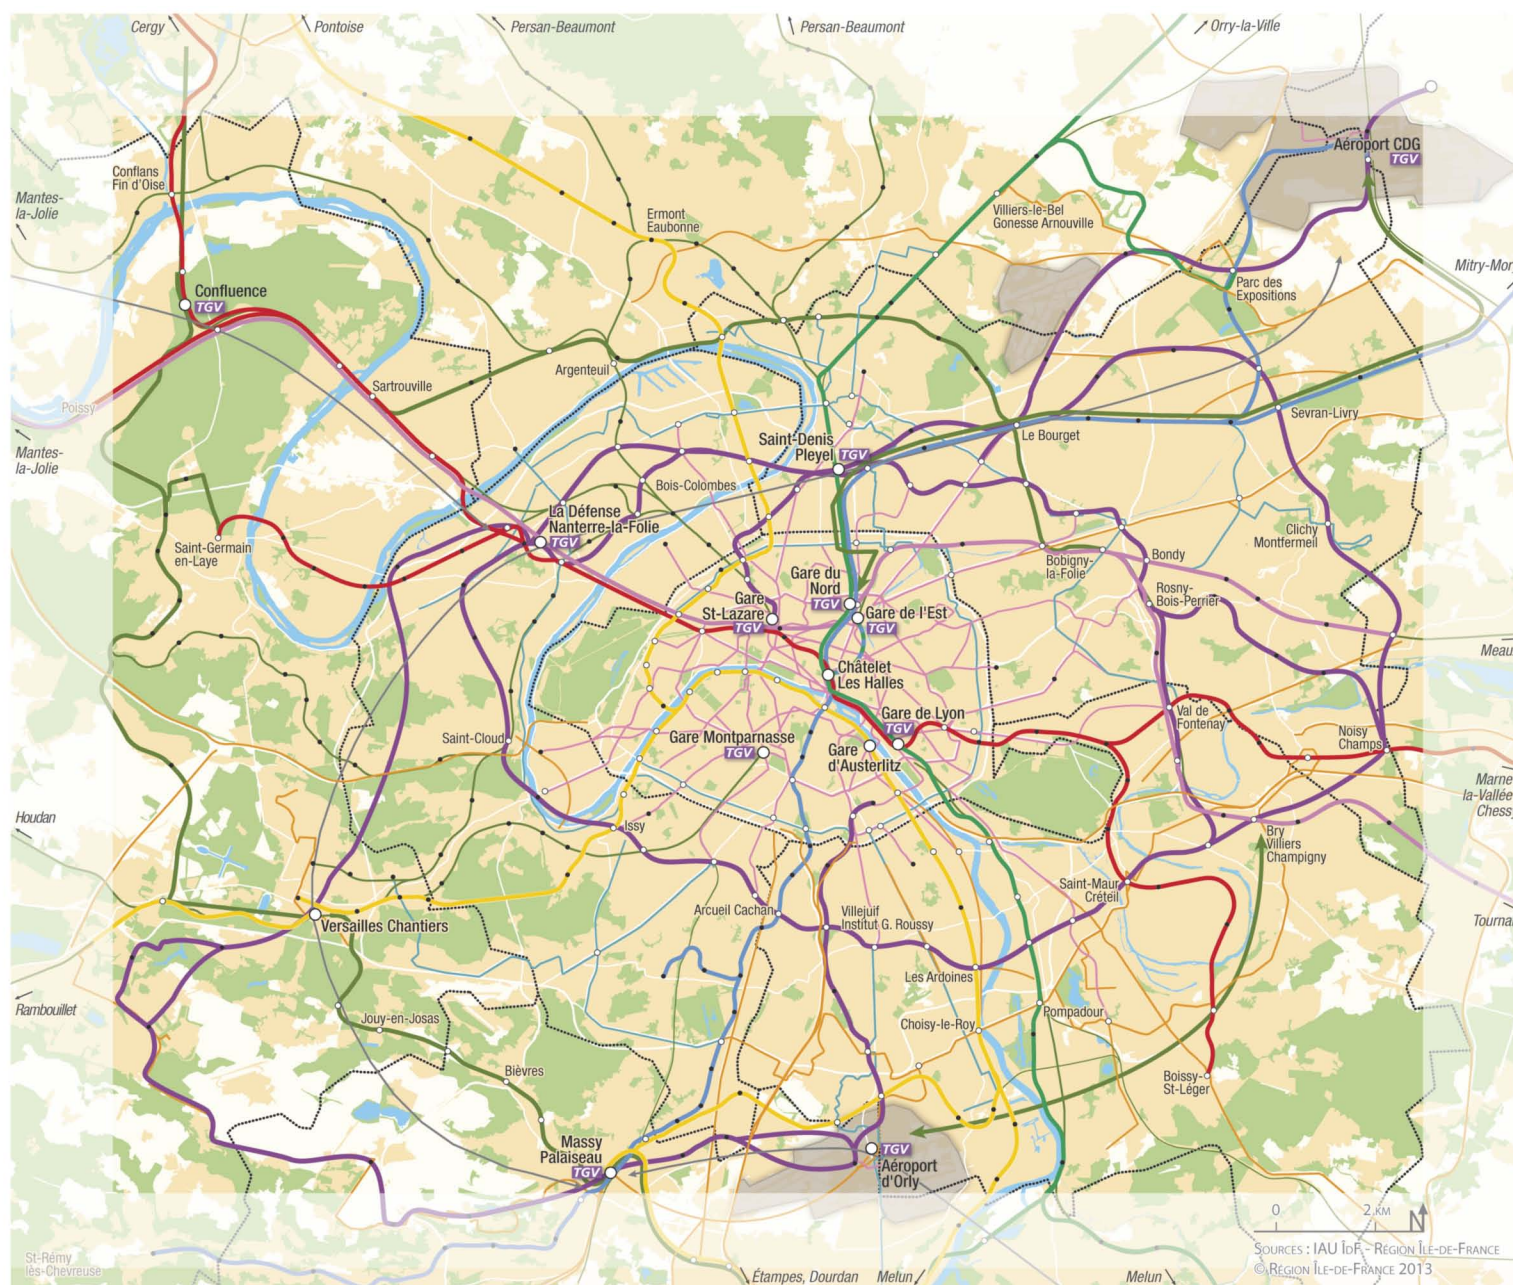 Cergy
Pontoise
Persan-Beaumont
Persan-Beaumont
Orry-la-Ville
Aéroport CDG
TGV
Conflans
Fin d'Oise
Mantes-
la-Jolie
Ermont
Eaubonne
Villiers-le-Bel
Gonesse Arnouville
Mitry-Mory
Parc des
Expositions
Confluence
TGV
Argenteuil
Sartrouville
Poissy
Sevran-Livry
Le Bourget
Mantes-
la-Jolie
Saint-Denis
Pleyel
TGV
Bois-Colombes
La Défense
Nanterre-la-Folie
TGV
Saint-Germain
en-Laye
Clichy
Montfermeil
Bobigny-
la-Folie
Bondy
Gare du
Nord
TGV
Rosny-
Bois-Perrier
Gare
St-Lazare
TGV
Gare de l'Est
TGV
Meau
Châtelet
Les Halles
Gare de Lyon
TGV
Val de
Fontenay
Saint-Cloud
Gare Montparnasse
TGV
Gare
d'Austerlitz
Noisy
Champs
Marne
la-Vallée
Chessy
Houdan
Issy
Bry
Villiers
Champigny
Saint-Maur
Créteil
Versailles Chantiers
Arcueil Cachan
Villejuif
Institut G. Roussy
Tournan
Les Ardoines
Rambouillet
Jouy-en-Josas
Choisy-le-Roy
Pompadour
Bièvres
Boissy-
St-Léger
Massy
Palaiseau
TGV
TGV
Aéroport
d'Orly
0 2 KM
N
SOURCES : IAU ÎDF - RÉGION ÎLE-DE-FRANCE
© RÉGION ÎLE-DE-FRANCE 2013
St-Rémy
lès-Chevreuse
Étampes, Dourdan
Melun
Melun